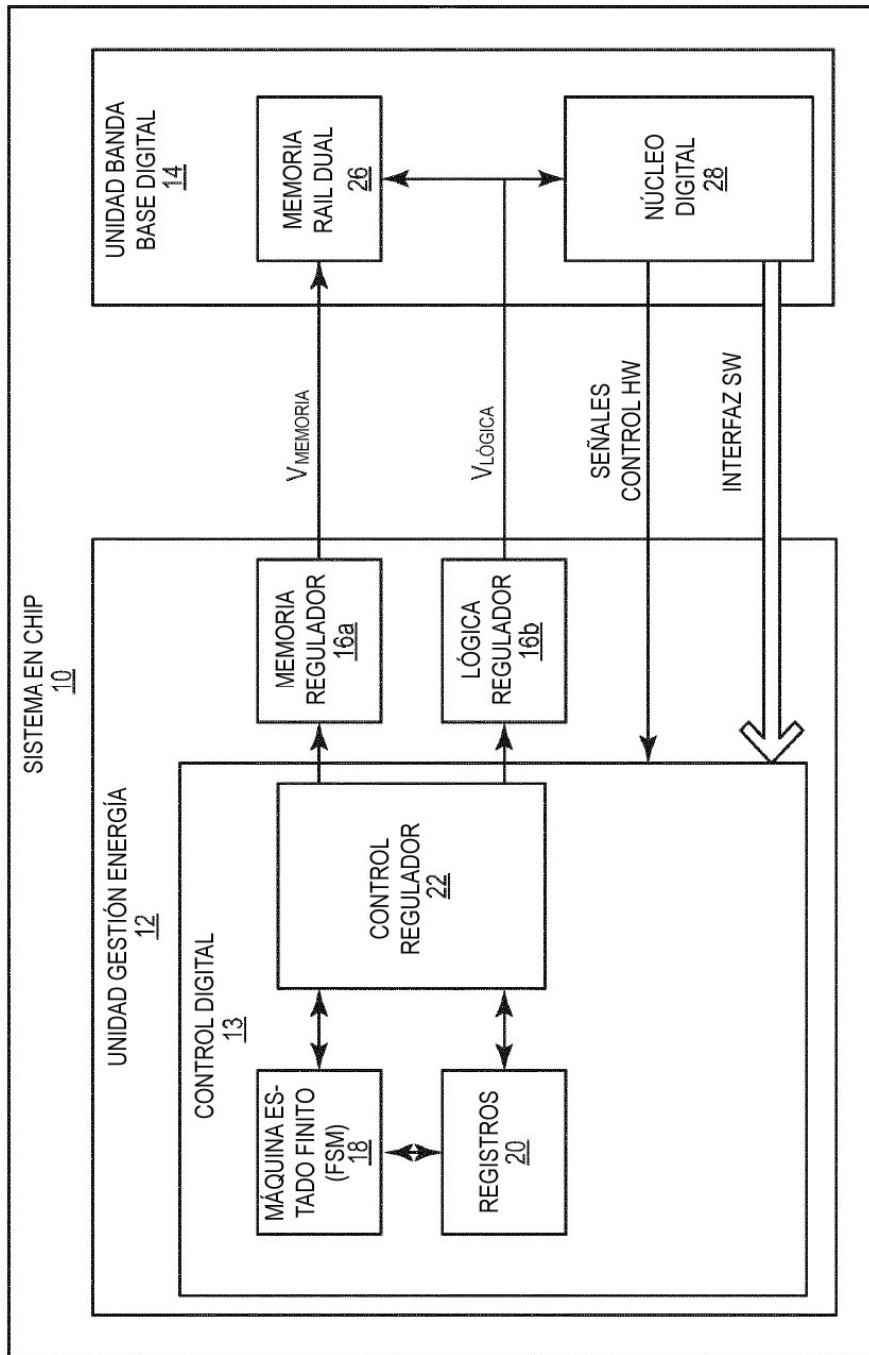 SISTEMA EN CHIP
10
UNIDAD GESTIÓN ENERGÍA
12
CONTROL DIGITAL
13
MÁQUINA ES-
TADO FINITO
(FSM)
18
REGISTROS
20
CONTROL
REGULADOR
22
MEMORIA
REGULADOR
16a
LÓGICA
REGULADOR
16b
VMEMORIA
VLÓGICA
SEÑALES
CONTROL HW
INTERFAZ SW
UNIDAD BANDA
BASE DIGITAL
14
MEMORIA
RAIL DUAL
26
NÚCLEO
DIGITAL
28